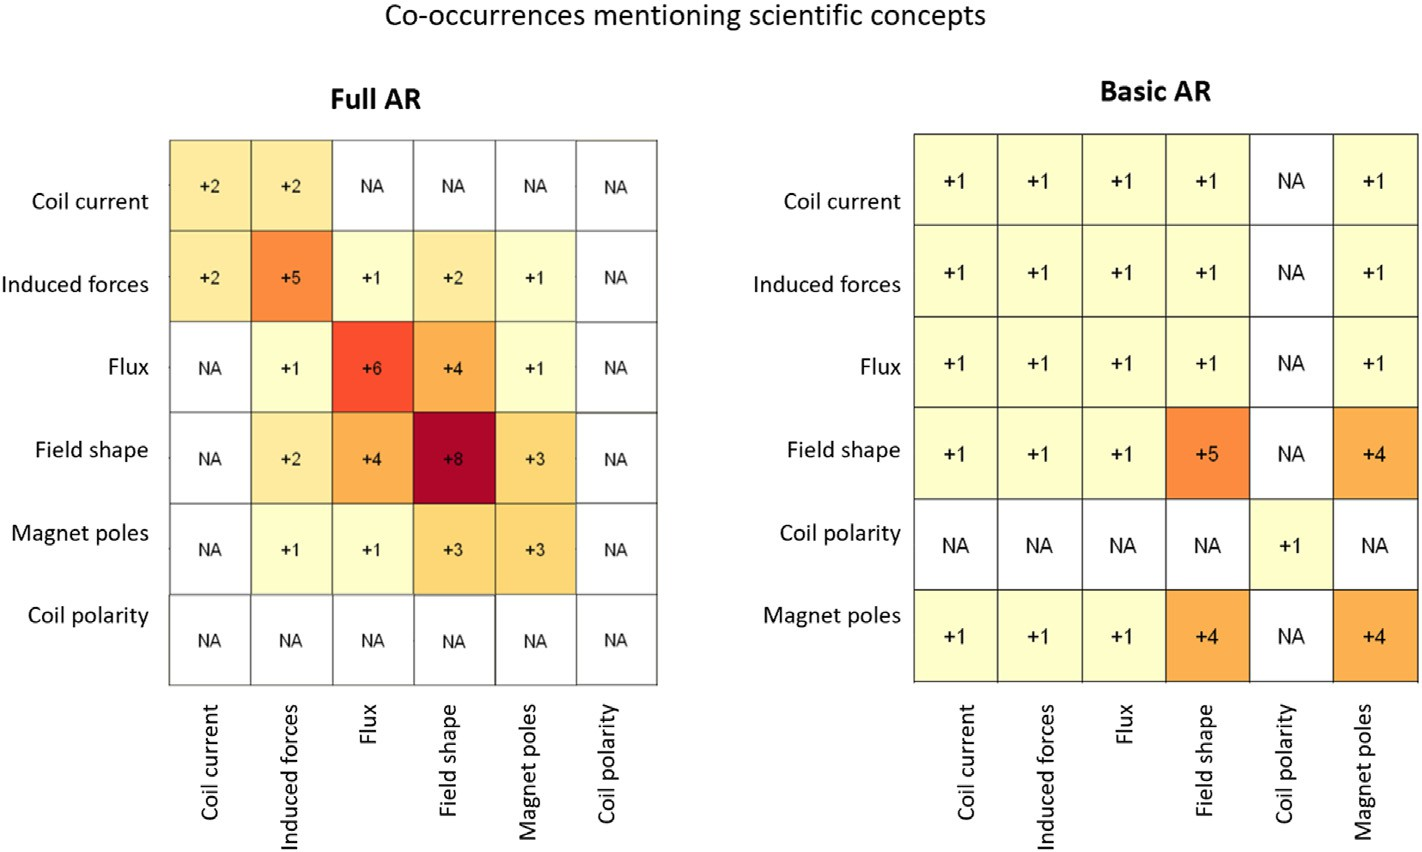 Co-occurrences mentioning scientific concepts
Full AR
Coil current +2 +2 NA NA NA NA
Induced forces +2 +5 +1 +2 +1 NA
Flux NA +1 +6 +4 +1 NA
Field shape NA +2 +4 +8 +3 NA
Magnet poles NA +1 +1 +3 +3 NA
Coil polarity NA NA NA NA NA NA
Coil current
Induced forces
Flux
Field shape
Magnet poles
Coil polarity
Basic AR
Coil current +1 +1 +1 +1 NA +1
Induced forces +1 +1 +1 +1 NA +1
Flux +1 +1 +1 +1 NA +1
Field shape +1 +1 +1 +5 NA +4
Coil polarity NA NA NA NA +1 NA
Magnet poles +1 +1 +1 +4 NA +4
Coil current
Induced forces
Flux
Field shape
Coil polarity
Magnet poles